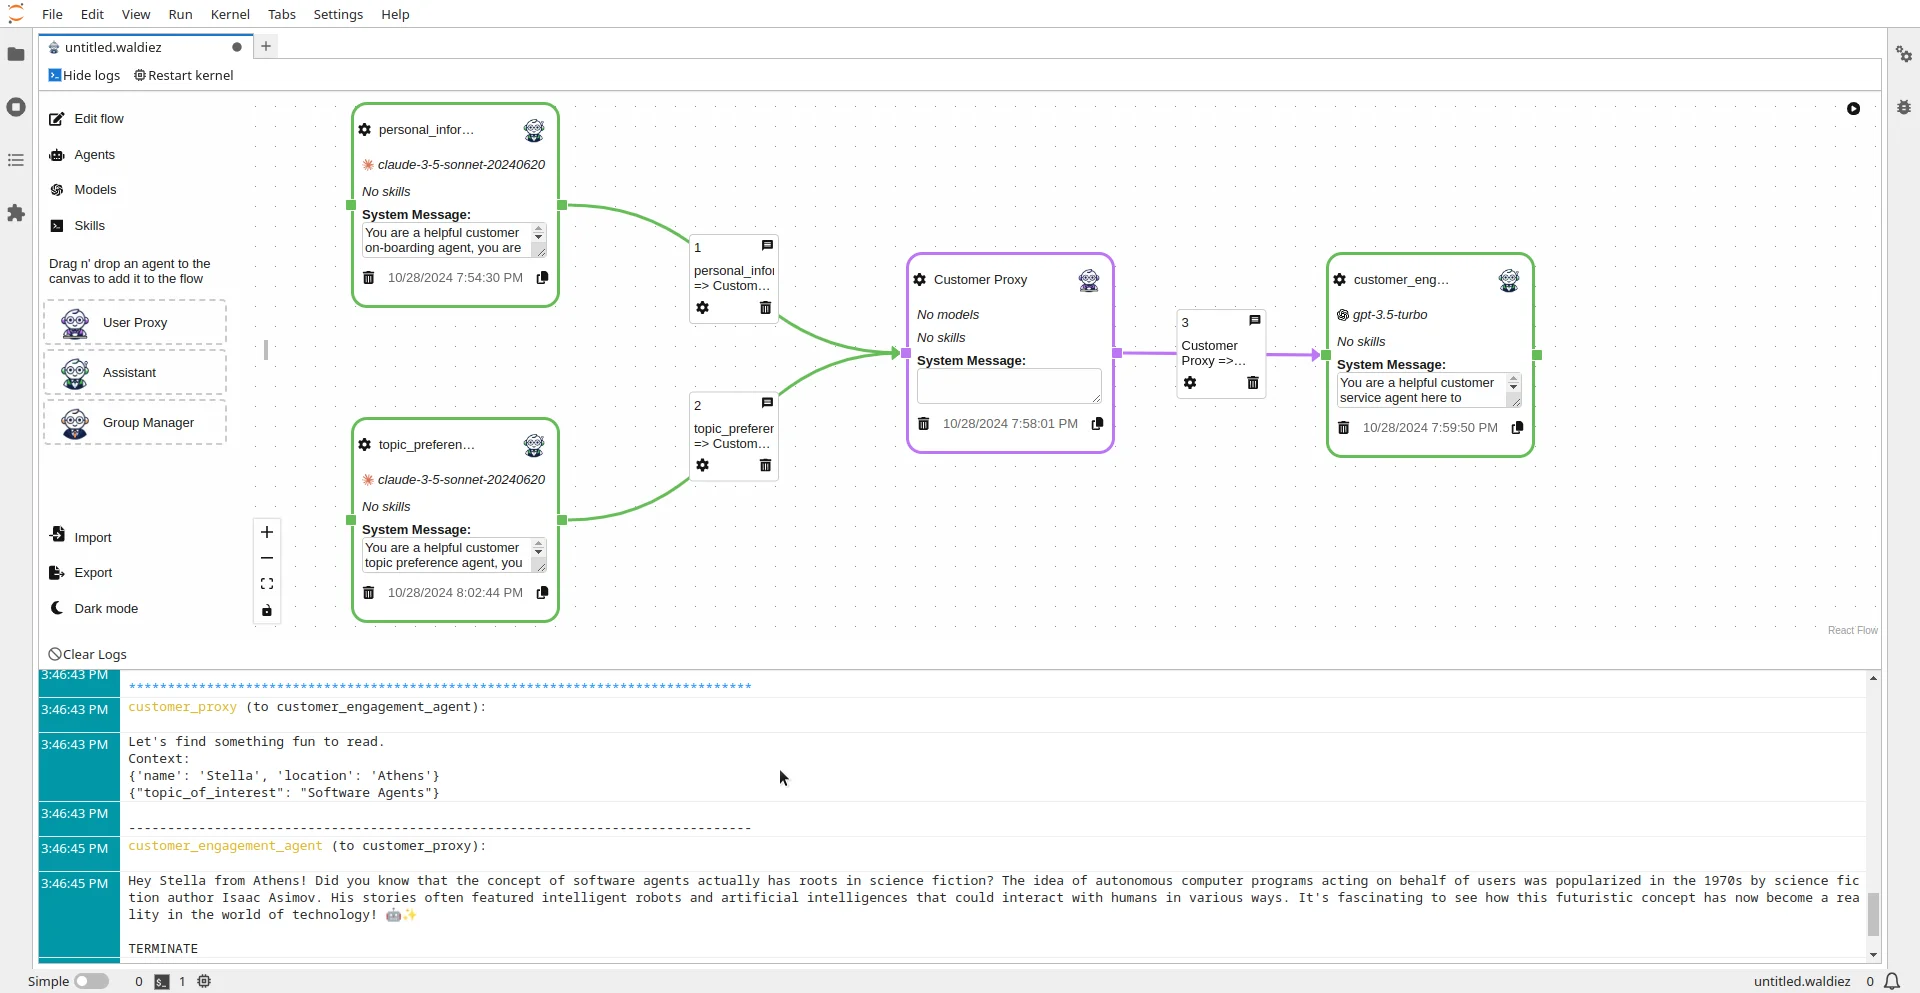 File Edit View Run Kernel Tabs Settings Help
untitled.waldiez
Hide logs Restart kernel
Edit flow
Agents
Models
Skills
Drag n' drop an agent to the
canvas to add it to the flow
User Proxy
Assistant
Group Manager
Import
Export
Dark mode
personal_infor…
claude-3-5-sonnet-20240620
No skills
System Message:
You are a helpful customer
on-boarding agent, you are
10/28/2024 7:54:30 PM
topic_preferen…
claude-3-5-sonnet-20240620
No skills
System Message:
You are a helpful customer
topic preference agent, you
10/28/2024 8:02:44 PM
1
personal_infor
=> Custom…
2
topic_preferer
=> Custom…
Customer Proxy
No models
No skills
System Message:
10/28/2024 7:58:01 PM
3
Customer
Proxy =>…
customer_eng…
gpt-3.5-turbo
No skills
System Message:
You are a helpful customer
service agent here to
10/28/2024 7:59:50 PM
React Flow
Clear Logs
3:46:43 PM ********************************************************************************
3:46:43 PM customer_proxy (to customer_engagement_agent):
3:46:43 PM Let's find something fun to read.
Context:
{'name': 'Stella', 'location': 'Athens'}
{"topic_of_interest": "Software Agents"}
3:46:43 PM
--------------------------------------------------------------------------------
3:46:45 PM customer_engagement_agent (to customer_proxy):
3:46:45 PM Hey Stella from Athens! Did you know that the concept of software agents actually has roots in science fiction? The idea of autonomous computer programs acting on behalf of users was popularized in the 1970s by science fic
tion author Isaac Asimov. His stories often featured intelligent robots and artificial intelligences that could interact with humans in various ways. It's fascinating to see how this futuristic concept has now become a rea
lity in the world of technology! 🤖✨
TERMINATE
Simple 0 1 untitled.waldiez 0